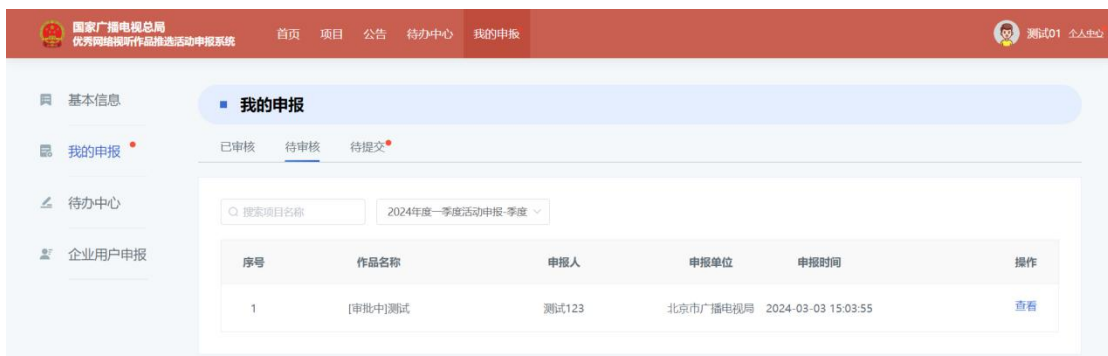 国家广播电视总局
优秀网络视听作品推选活动申报系统
首页 项目 公告 待办中心 我的申报
测试01 个人中心
基本信息
我的申报
待办中心
企业用户申报
我的申报
已审核 待审核 待提交
搜索项目名称 2024年度一季度活动申报-季度
序号 作品名称 申报人 申报单位 申报时间 操作
1 [审批中]测试 测试123 北京市广播电视局 2024-03-03 15:03:55 查看